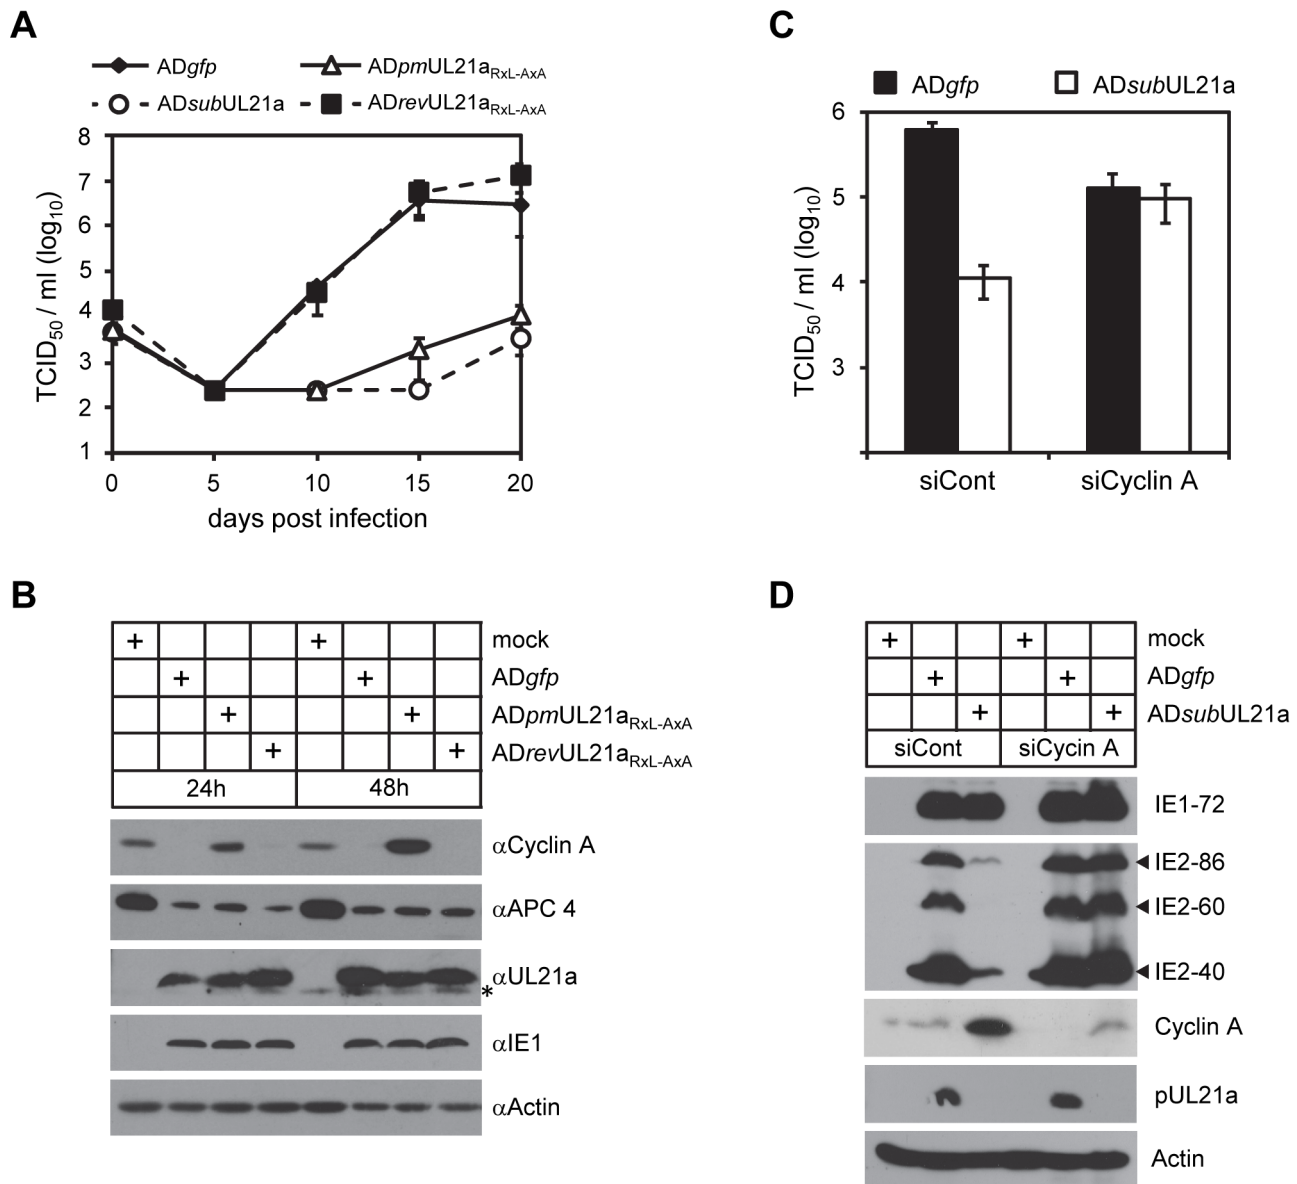 A
ADgfp
ADpmUL21aRxL-AxA
ADsubUL21a
ADrevUL21aRxL-AxA
8
7
6
5
4
3
2
1
TCID50 / ml (log10)
0
5
10
15
20
days post infection
C
ADgfp
ADsubUL21a
6
5
4
3
TCID50 / ml (log10)
siCont
siCyclin A
B
+ + mock
+ + ADgfp
+ + ADpmUL21aRxL-AxA
+ + ADrevUL21aRxL-AxA
24h 48h
αCyclin A
αAPC 4
αUL21a
*
αIE1
αActin
D
+ + mock
+ + ADgfp
+ + ADsubUL21a
siCont siCycin A
IE1-72
IE2-86
IE2-60
IE2-40
Cyclin A
pUL21a
Actin